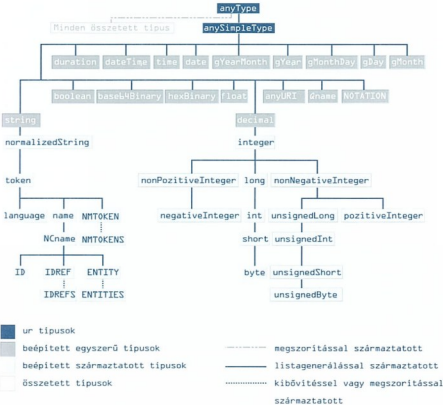 anyType
Minden összetett típus
anySimpleType
duration dateTime time date gYearMonth gYear gMonthDay gDay gMonth
boolean base64Binary hexBinary float anyURI Qname NOTATION
string decimal
normalizedString integer
token nonPozitiveInteger long nonNegativeInteger
language name NMTOKEN negativeInteger int unsignedLong pozitiveInteger
NCname NMTOKENS short unsignedInt
ID IDREF ENTITY byte unsignedShort
IDREFS ENTITIES unsignedByte
ur típusok
beépített egyszerű típusok megszorítással származtatott
beépített származtatott típusok listagenerálással származtatott
összetett típusok kibővítéssel vagy megszorítással
származtatott